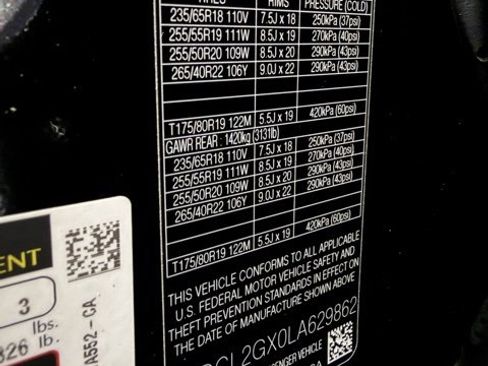 TIRES RIMS PRESSURE (COLD)
235/65R18 110V 7.5J x 18 250kPa (37psi)
255/55R19 111W 8.5J x 19 270kPa (40psi)
255/50R20 109W 8.5J x 20 290kPa (43psi)
265/40R22 106Y 9.0J x 22 290kPa (43psi)
T175/80R19 122M 5.5J x 19 420kPa (60psi)
GAWR REAR : 1420kg (3131lb)
235/65R18 110V 7.5J x 18 250kPa (37psi)
255/55R19 111W 8.5J x 19 270kPa (40psi)
255/50R20 109W 8.5J x 20 290kPa (43psi)
265/40R22 106Y 9.0J x 22 290kPa (43psi)
T175/80R19 122M 5.5J x 19 420kPa (60psi)
THIS VEHICLE CONFORMS TO ALL APPLICABLE
U.S. FEDERAL MOTOR VEHICLE SAFETY AND
THEFT PREVENTION STANDARDS IN EFFECT ON
THE DATE OF MANUFACTURE SHOWN ABOVE
CL2GX0LA629862
VEHICLE
ENT
3
lbs.
826 lb.
A552 - CA